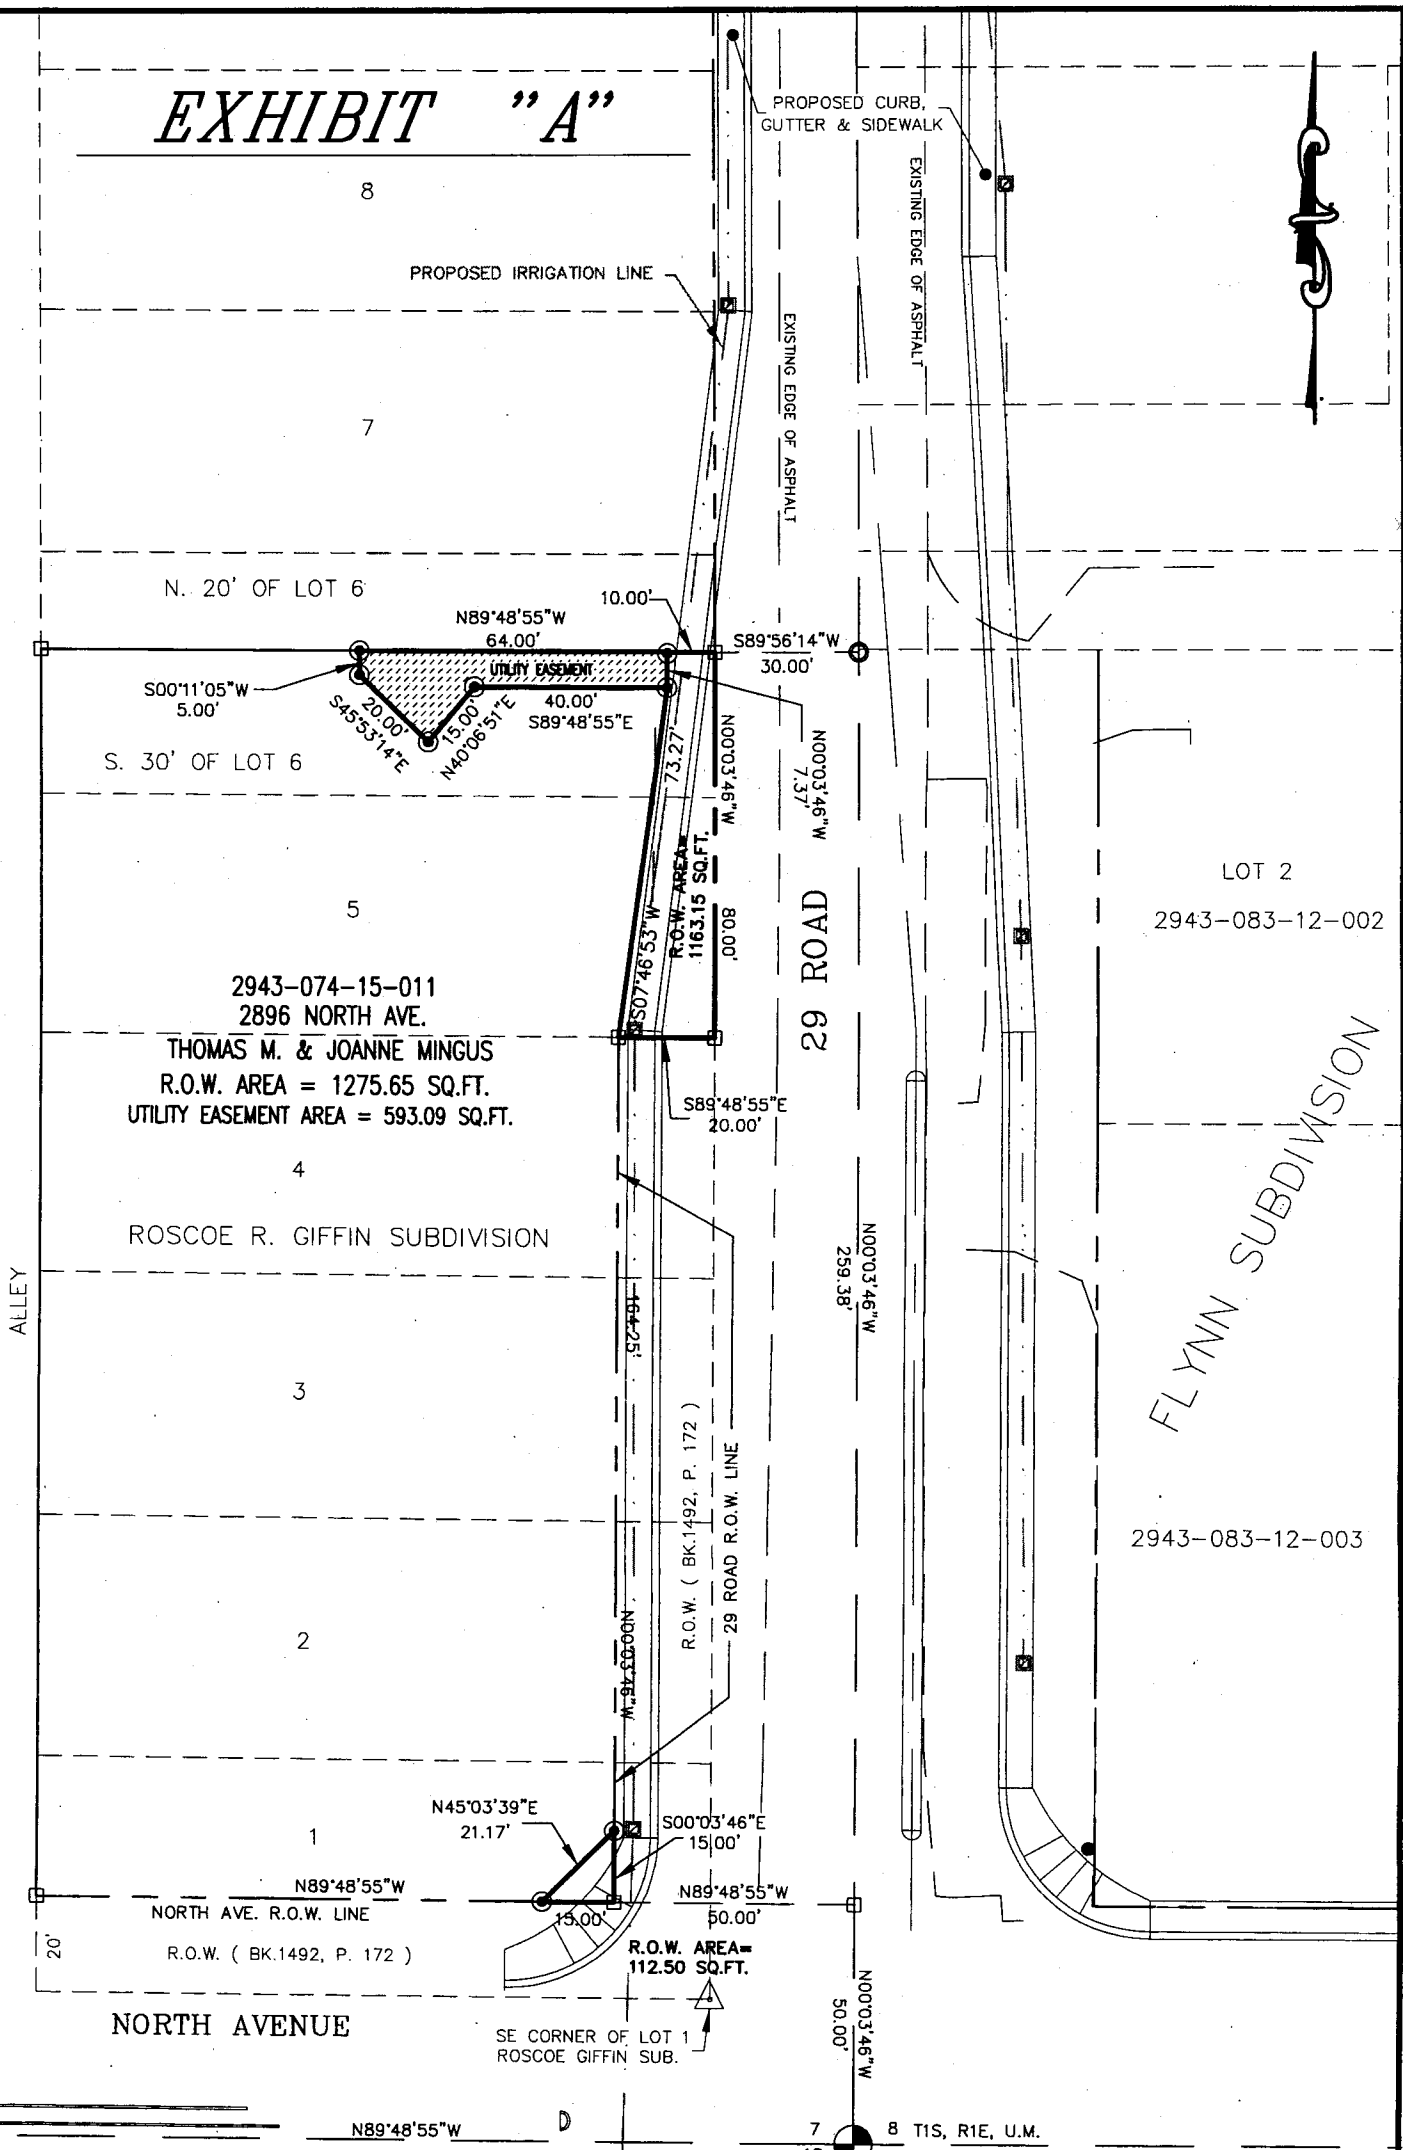 EXHIBIT "A"
PROPOSED CURB,
GUTTER & SIDEWALK
8
EXISTING EDGE OF ASPHALT
PROPOSED IRRIGATION LINE
EXISTING EDGE OF ASPHALT
7
N. 20' OF LOT 6
10.00'
N89°48'55"W
64.00'
S89°56'14"W
30.00'
UTILITY EASEMENT
S00°11'05"W
5.00'
20.00'
S45°53'14"E
15.00'
N40°06'51"E
40.00'
S89°48'55"E
S. 30' OF LOT 6
73.27'
S07°46'53"W
N00°03'46"W
80.00'
N00°03'46"W
7.37'
R.O.W. AREA=
1163.15 SQ.FT.
29 ROAD
LOT 2
2943-083-12-002
5
2943-074-15-011
2896 NORTH AVE.
THOMAS M. & JOANNE MINGUS
R.O.W. AREA = 1275.65 SQ.FT.
UTILITY EASEMENT AREA = 593.09 SQ.FT.
S89°48'55"E
20.00'
4
ROSCOE R. GIFFIN SUBDIVISION
FLYNN SUBDIVISION
ALLEY
N00°03'46"W
259.38'
164.25'
3
R.O.W. ( BK.1492, P. 172 )
29 ROAD R.O.W. LINE
2943-083-12-003
2
N00°03'46"W
N45°03'39"E
21.17'
S00°03'46"E
15.00'
1
N89°48'55"W
NORTH AVE. R.O.W. LINE
15.00'
N89°48'55"W
50.00'
20'
R.O.W. ( BK.1492, P. 172 )
R.O.W. AREA=
112.50 SQ.FT.
NORTH AVENUE
SE CORNER OF LOT 1
ROSCOE GIFFIN SUB.
N00°03'46"W
50.00'
N89°48'55"W
7
8 T1S, R1E, U.M.